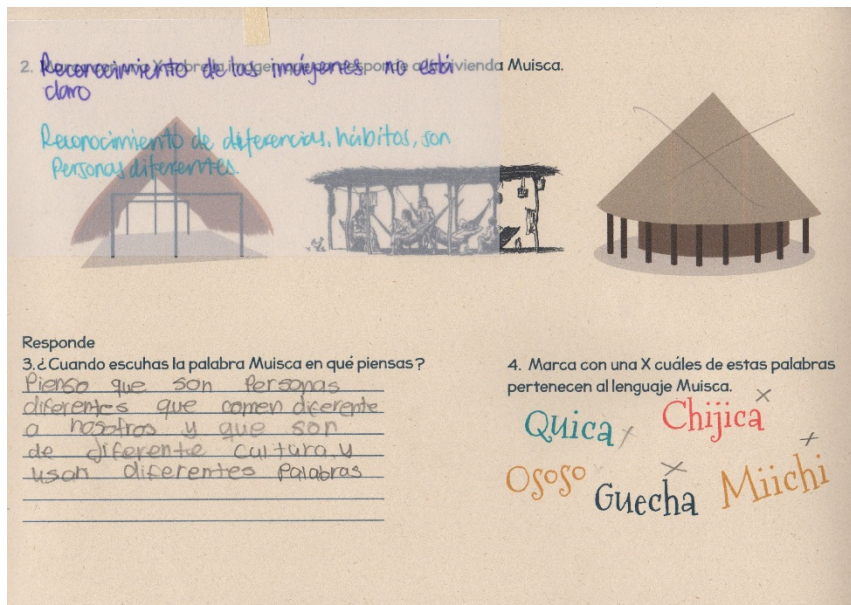 2.
Reconocimiento de las imágenes no está vivienda Muisca.
claro
Reconocimiento de diferencias, hábitos, son
Personas diferentes.
Responde
3.¿Cuando escuhas la palabra Muisca en qué piensas?
Pienso que son Personas
diferentes que comen diferente
a nosotros y que son
de diferente cultura, y
usan diferentes Palabras
4. Marca con una X cuáles de estas palabras
pertenecen al lenguaje Muisca.
Quica
Chijica
Ososo
Guecha
Miichi